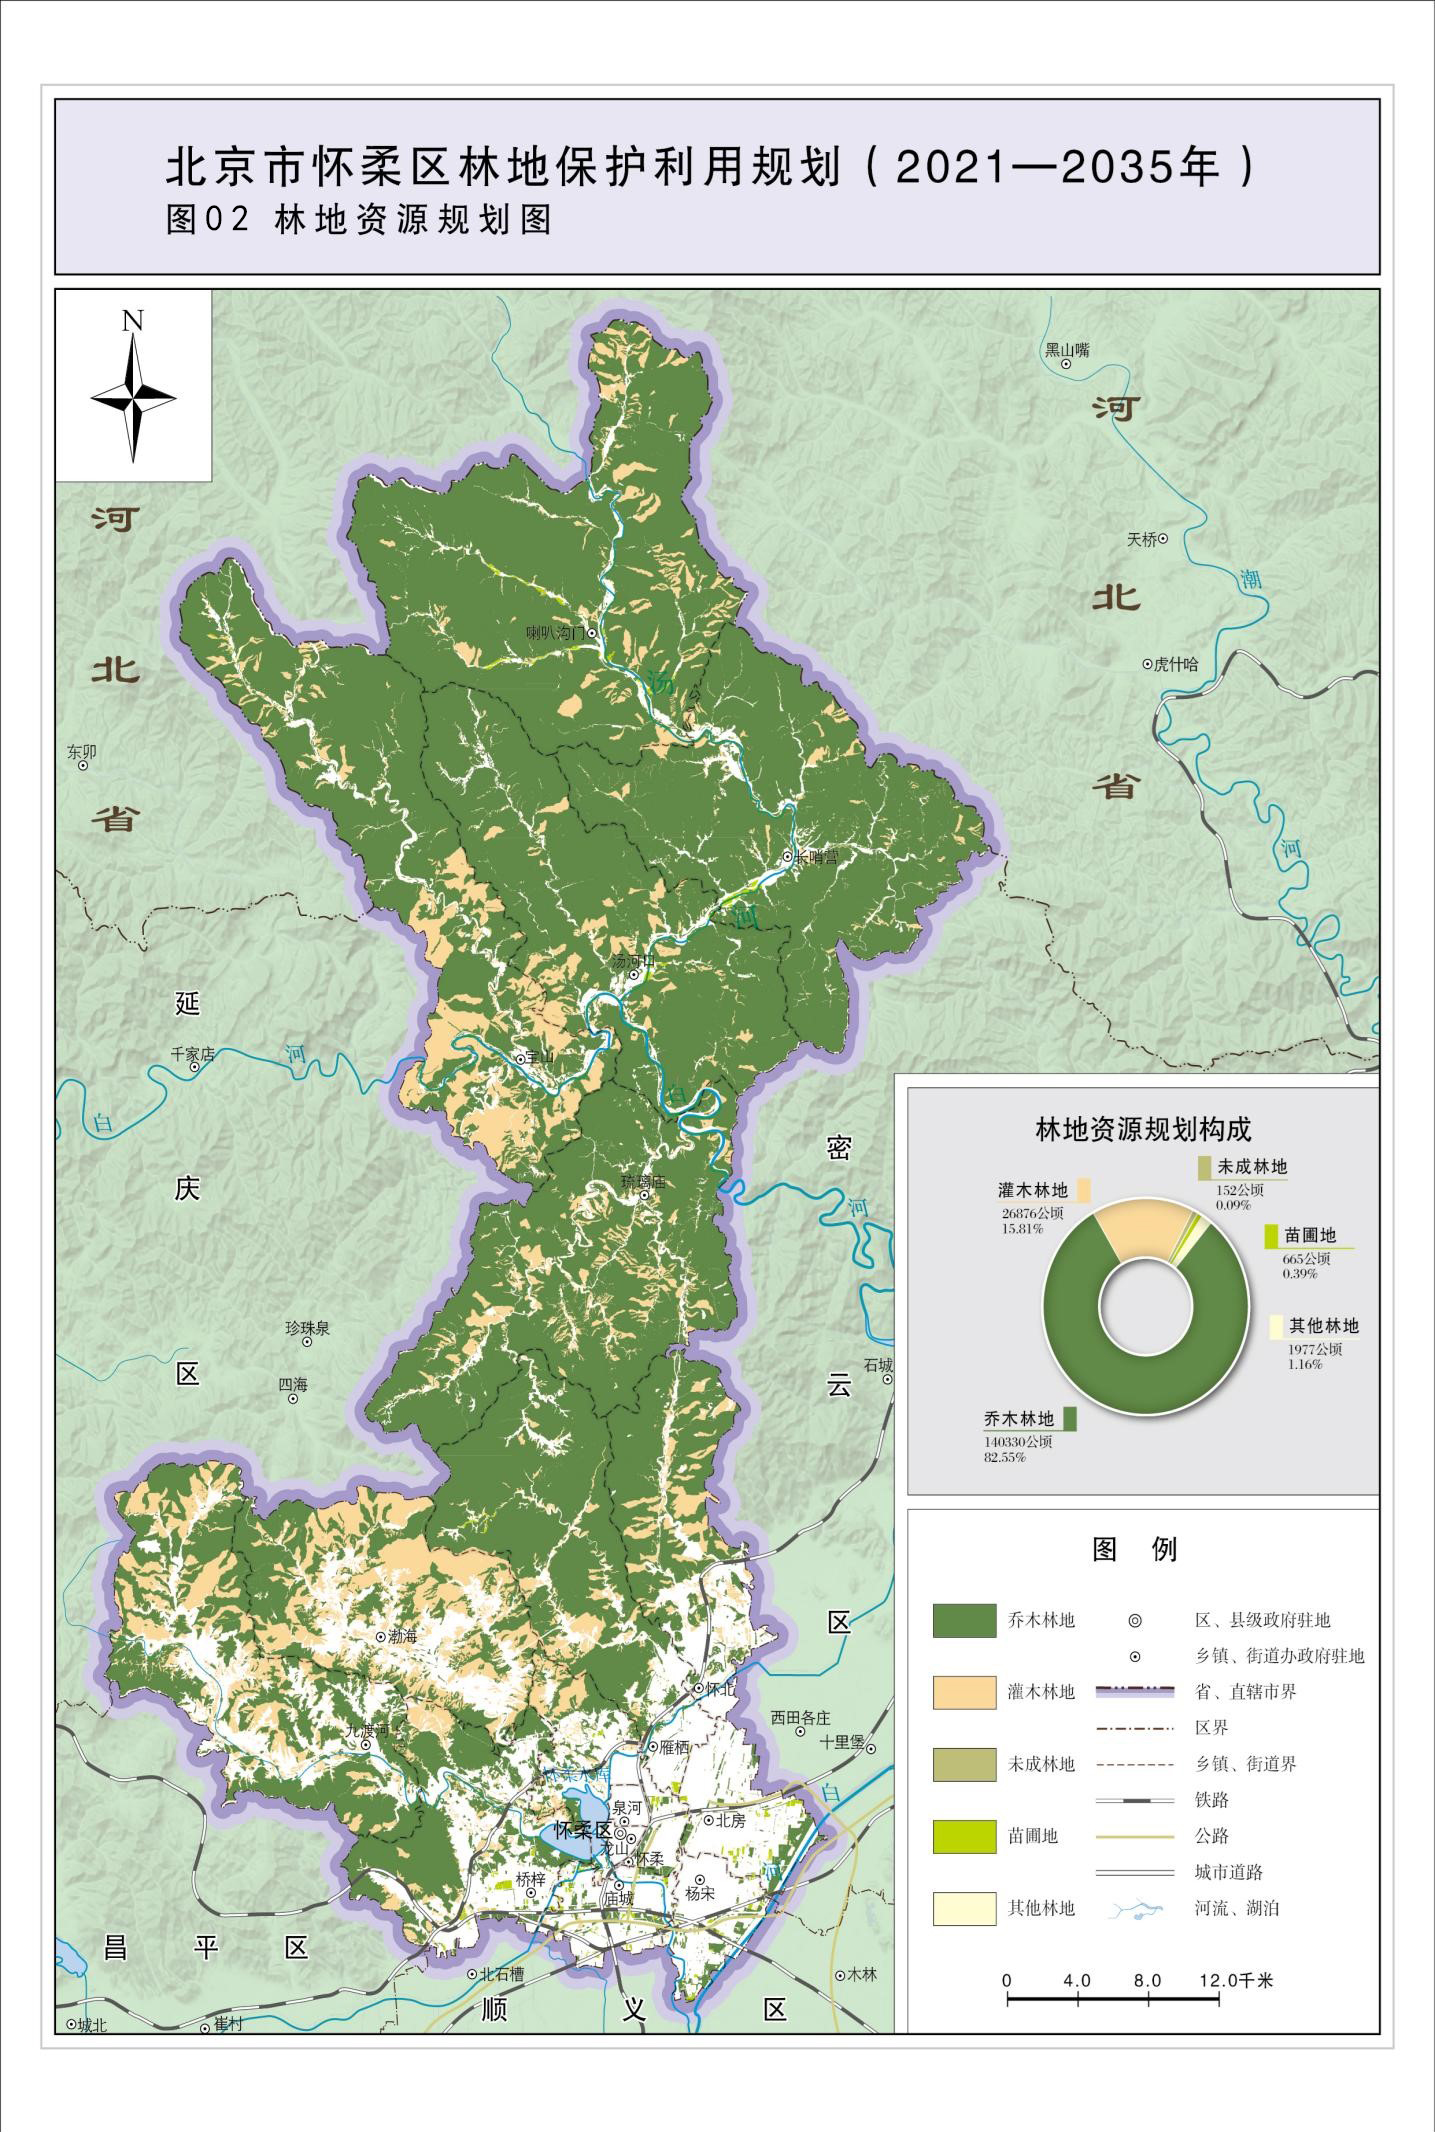 北京市怀柔区林地保护利用规划（2021—2035年）
图02 林地资源规划图
N
黑山嘴
河
天桥
潮
北
虎什哈
河
省
河
北
东卯
省
喇叭沟门
汤
长哨营
河
汤河口
延
千家店
河
白
宝山
白
密
庆
琉璃庙
河
珍珠泉
区
四海
石城
云
渤海
区
怀北
西田各庄
十里堡
九渡河
雁栖
怀柔水库
白
泉河
北房
怀柔区
龙山
怀柔
河
桥梓
庙城
杨宋
昌平区
北石槽
木林
顺义区
城北
崔村
林地资源规划构成
未成林地
152公顷
0.09%
灌木林地
26876公顷
15.81%
苗圃地
665公顷
0.39%
其他林地
1977公顷
1.16%
乔木林地
140330公顷
82.55%
图 例
乔木林地
区、县级政府驻地
乡镇、街道办政府驻地
灌木林地
省、直辖市界
区界
未成林地
乡镇、街道界
铁路
苗圃地
公路
城市道路
其他林地
河流、湖泊
0 4.0 8.0 12.0千米